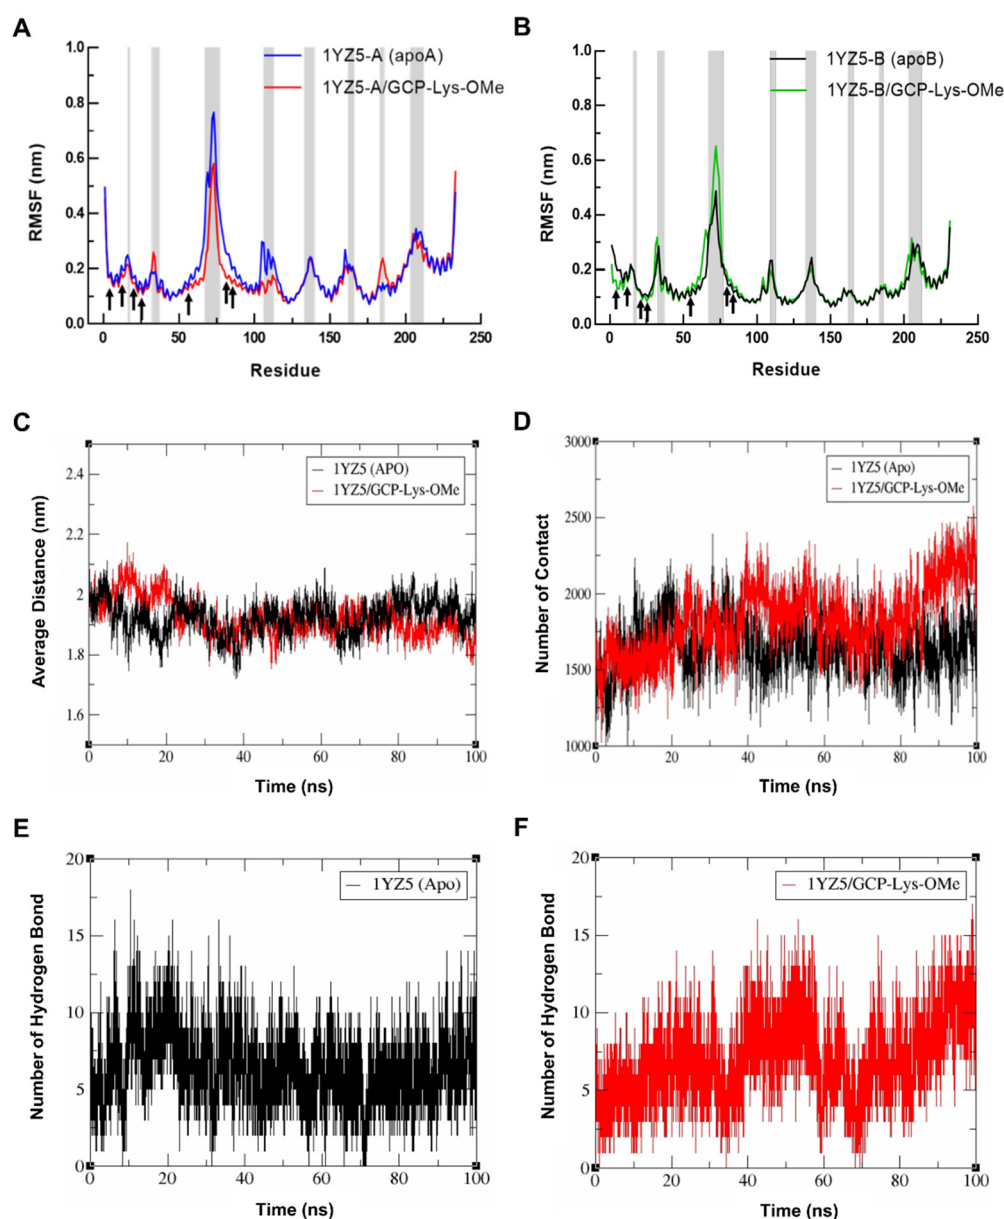 A
1YZ5-A (apoA)
1YZ5-A/GCP-Lys-OMe
1.0
0.8
0.6
0.4
0.2
0.0
RMSF (nm)
0
50
100
150
200
250
Residue
B
1YZ5-B (apoB)
1YZ5-B/GCP-Lys-OMe
1.0
0.8
0.6
0.4
0.2
0.0
RMSF (nm)
0
50
100
150
200
250
Residue
C
1YZ5 (APO)
1YZ5/GCP-Lys-OMe
2.4
2.2
2
1.8
1.6
Average Distance (nm)
0
20
40
60
80
100
Time (ns)
D
1YZ5 (Apo)
1YZ5/GCP-Lys-OMe
3000
2500
2000
1500
1000
Number of Contact
0
20
40
60
80
100
Time (ns)
E
1YZ5 (Apo)
20
15
10
5
0
Number of Hydrogen Bond
0
20
40
60
80
100
Time (ns)
F
1YZ5/GCP-Lys-OMe
20
15
10
5
0
Number of Hydrogen Bond
0
20
40
60
80
100
Time (ns)